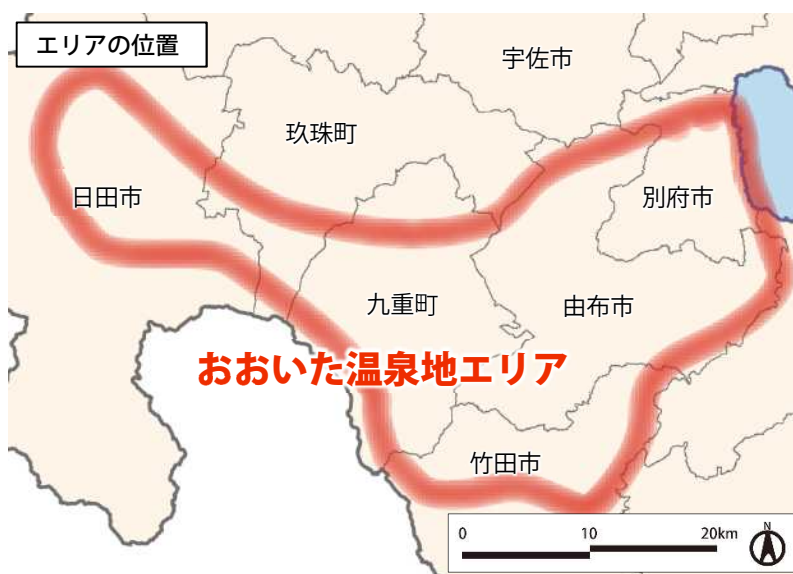 エリアの位置
宇佐市
玖珠町
日田市
別府市
九重町
由布市
おおいた温泉地エリア
竹田市
0 10 20km
N